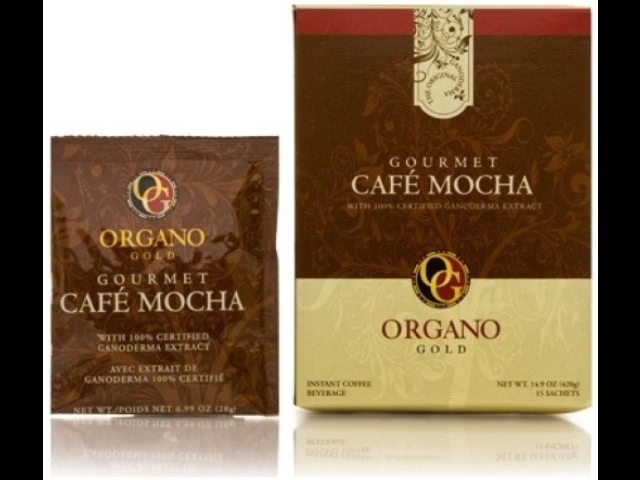 OG
ORGANO
GOLD
GOURMET
CAFÉ MOCHA
WITH 100% CERTIFIED
GANODERMA EXTRACT
AVEC EXTRAIT DE
GANODERMA 100% CERTIFIÉ
NET WT./POIDS NET 0.99 OZ (28g)
THE ORIGINAL GANODERMA
GOURMET
CAFÉ MOCHA
WITH 100% CERTIFIED GANODERMA EXTRACT
OG
ORGANO
GOLD
INSTANT COFFEE
BEVERAGE
NET WT. 14.9 OZ (420g)
15 SACHETS